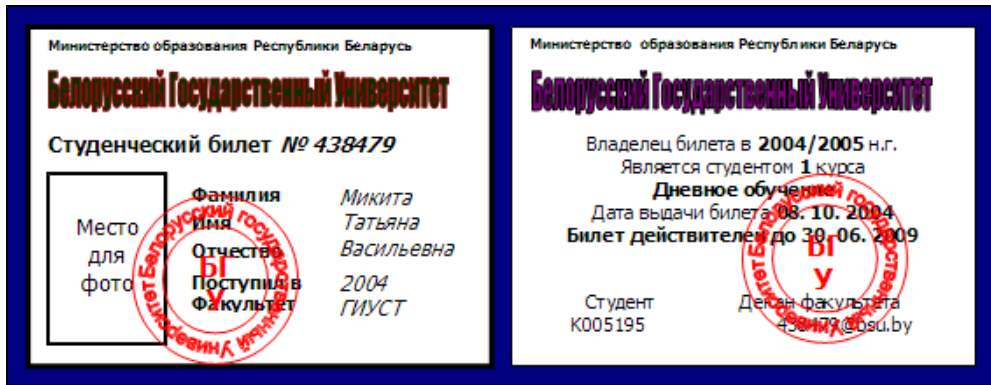 Министерство образования Республики Беларусь
Белорусский Государственный Университет
Студенческий билет № 438479
Место
для
фото
Фамилия Микита
Имя Татьяна
Отчество Васильевна
Поступил в 2004
Факультет ГИУСТ
Белорусский государственный Университет
БГ
У
Министерство образования Республики Беларусь
Белорусский Государственный Университет
Владелец билета в 2004/2005 н.г.
Является студентом 1 курса
Дневное обучение
Дата выдачи билета 08. 10. 2004
Билет действителен до 30. 06. 2009
Студент Декан факультета
K005195 438479@bsu.by
Белорусский государственный Университет
БГ
У